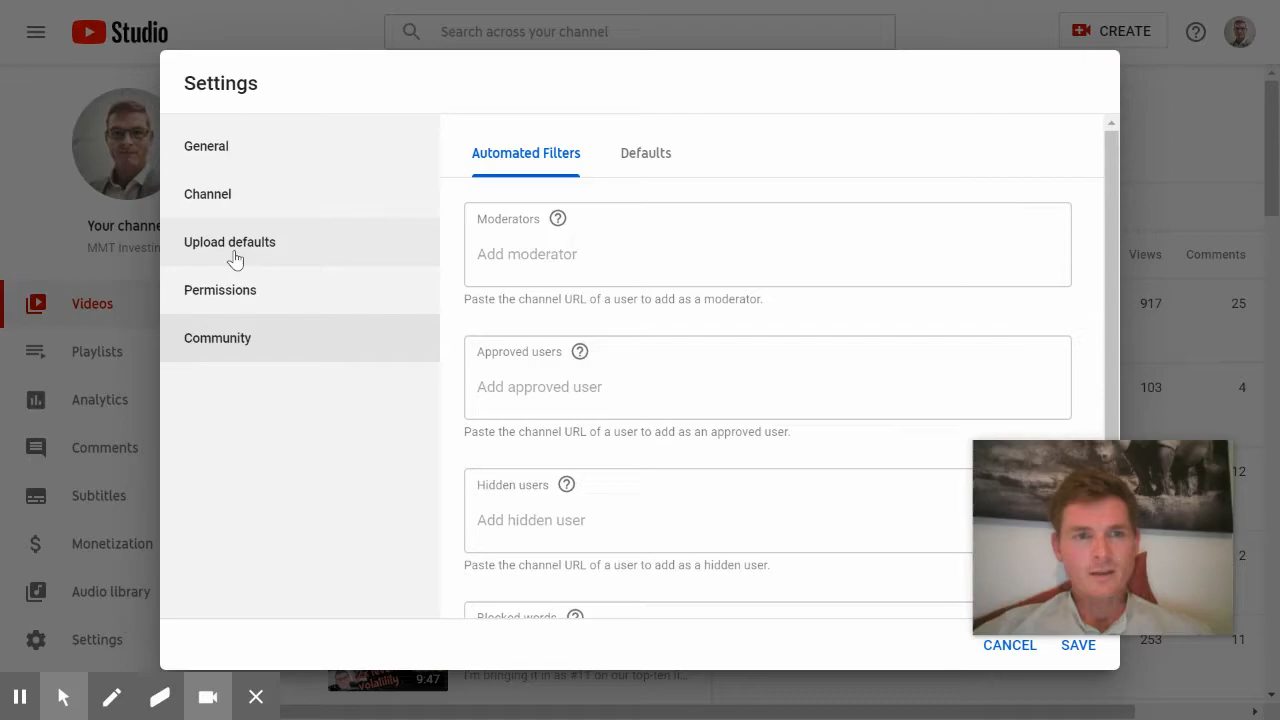 Studio
Search across your channel
CREATE
Settings
General
Channel
Upload defaults
Permissions
Community
Automated Filters
Defaults
Moderators
Add moderator
Paste the channel URL of a user to add as a moderator.
Approved users
Add approved user
Paste the channel URL of a user to add as an approved user.
Hidden users
Add hidden user
Paste the channel URL of a user to add as a hidden user.
Blocked words
CANCEL
SAVE
Your channe
MMT Investin
Videos
Playlists
Analytics
Comments
Subtitles
Monetization
Audio library
Settings
Views
Comments
917
25
103
4
12
2
253
11
Volatility
9:47
I'm bringing it in as #11 on our top-ten li...